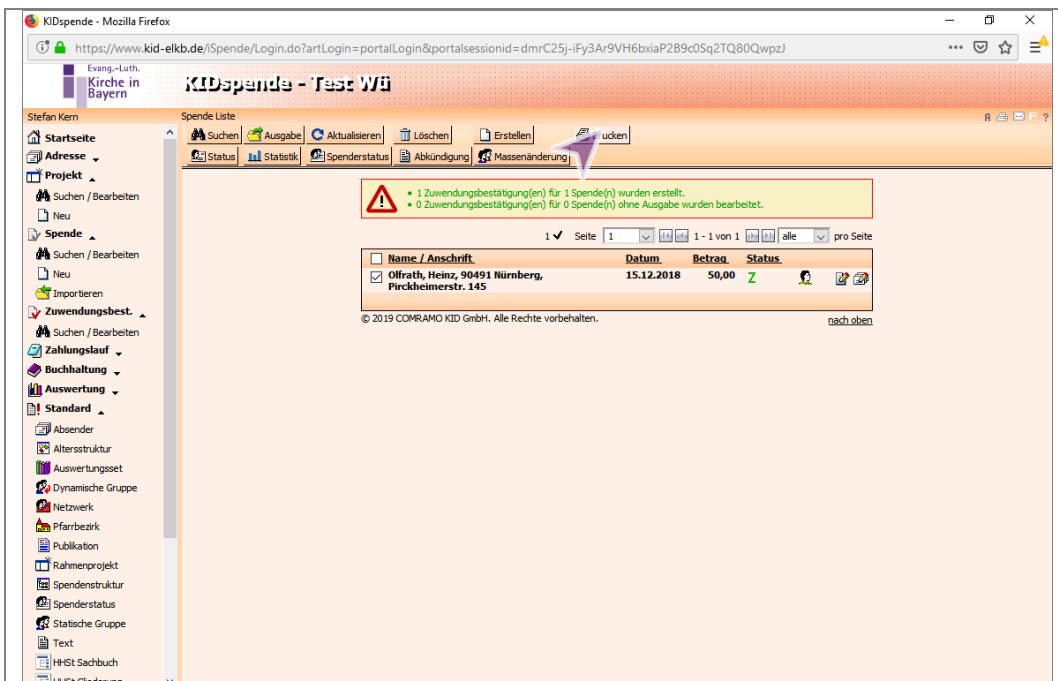 KIDspende - Mozilla Firefox
https://www.kid-elkb.de/iSpende/Login.do?artLogin=portalLogin&portalsessionid=dmrC25j-iFy3Ar9VH6bxiaP2B9c0Sq2TQ80QwpzJ
Evang.-Luth.
Kirche in
Bayern
KIDspende - Test Wü
Stefan Kern
Spende Liste
Suchen Ausgabe Aktualisieren Löschen Erstellen Drucken
Status Statistik Spenderstatus Abkündigung Massenänderung
Startseite
Adresse
Projekt
Suchen / Bearbeiten
Neu
Spende
Suchen / Bearbeiten
Neu
Importieren
Zuwendungsbest.
Suchen / Bearbeiten
Zahlungslauf
Buchhaltung
Auswertung
Standard
Absender
Altersstruktur
Auswertungsset
Dynamische Gruppe
Netzwerk
Pfarrbezirk
Publikation
Rahmenprojekt
Spendenstruktur
Spenderstatus
Statische Gruppe
Text
HHSt Sachbuch
HHSt Gliederung
• 1 Zuwendungsbestätigung(en) für 1 Spende(n) wurden erstellt.
• 0 Zuwendungsbestätigung(en) für 0 Spende(n) ohne Ausgabe wurden bearbeitet.
1 Seite 1 1 - 1 von 1 alle pro Seite
Name / Anschrift Datum Betrag Status
Olfrath, Heinz, 90491 Nürnberg, 15.12.2018 50,00 Z
Pirckheimerstr. 145
© 2019 COMRAMO KID GmbH. Alle Rechte vorbehalten. nach oben